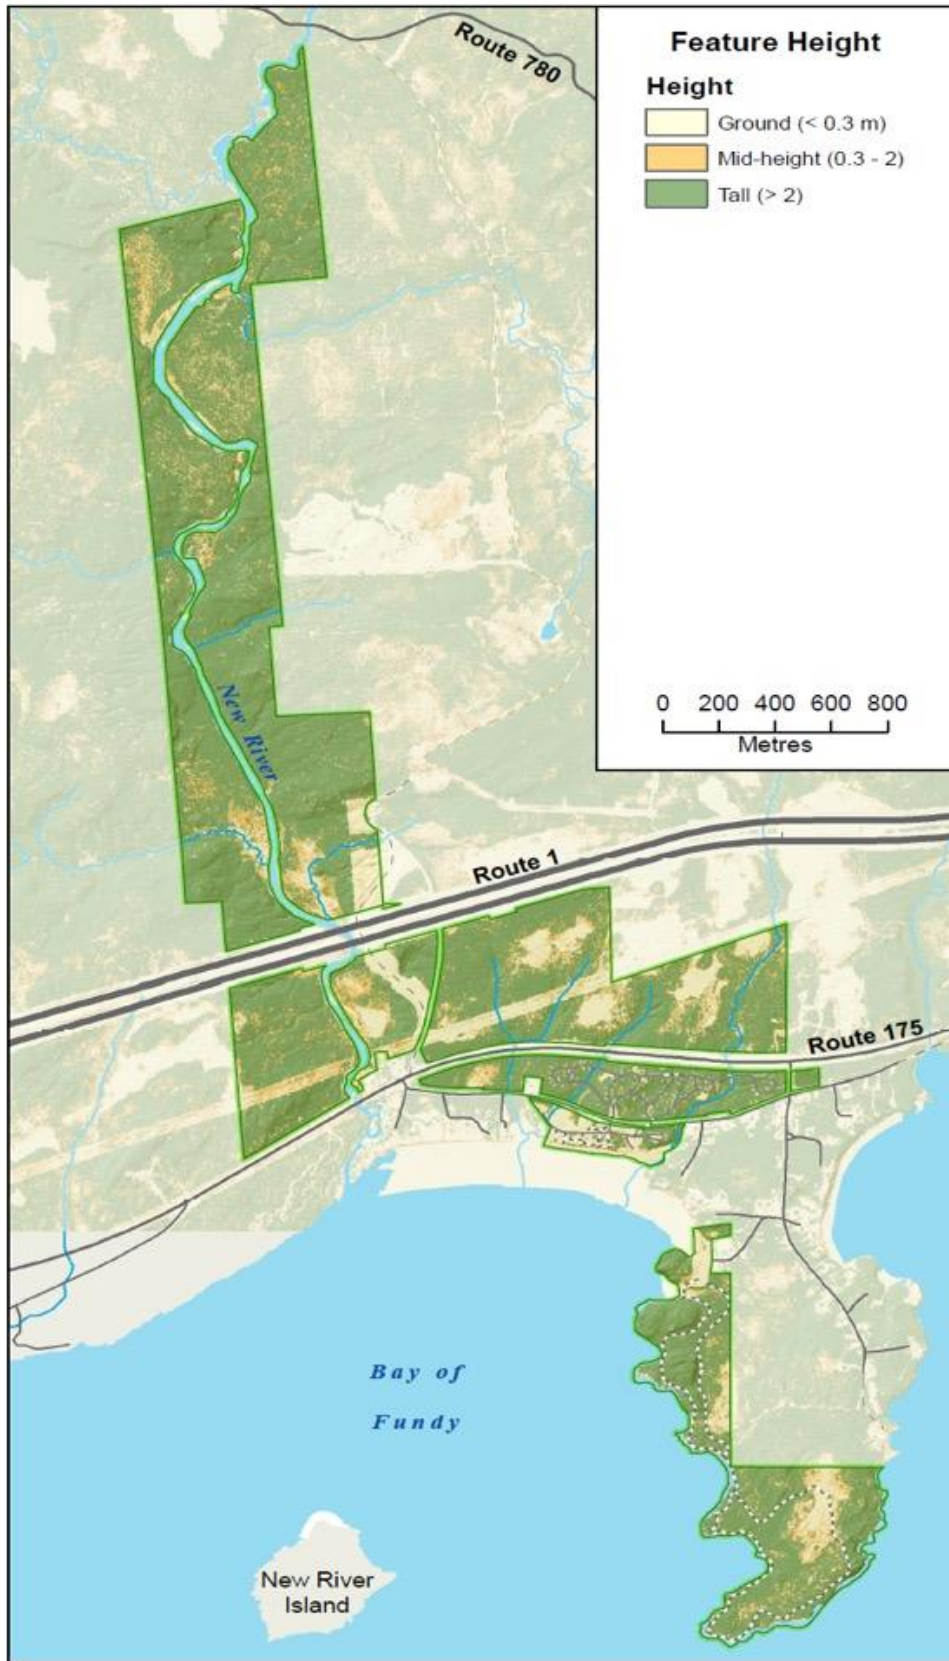 Route 780
Feature Height
Height
Ground (< 0.3 m)
Mid-height (0.3 - 2)
Tall (> 2)
0 200 400 600 800
Metres
New River
Route 1
Route 175
Bay of
Fundy
New River
Island